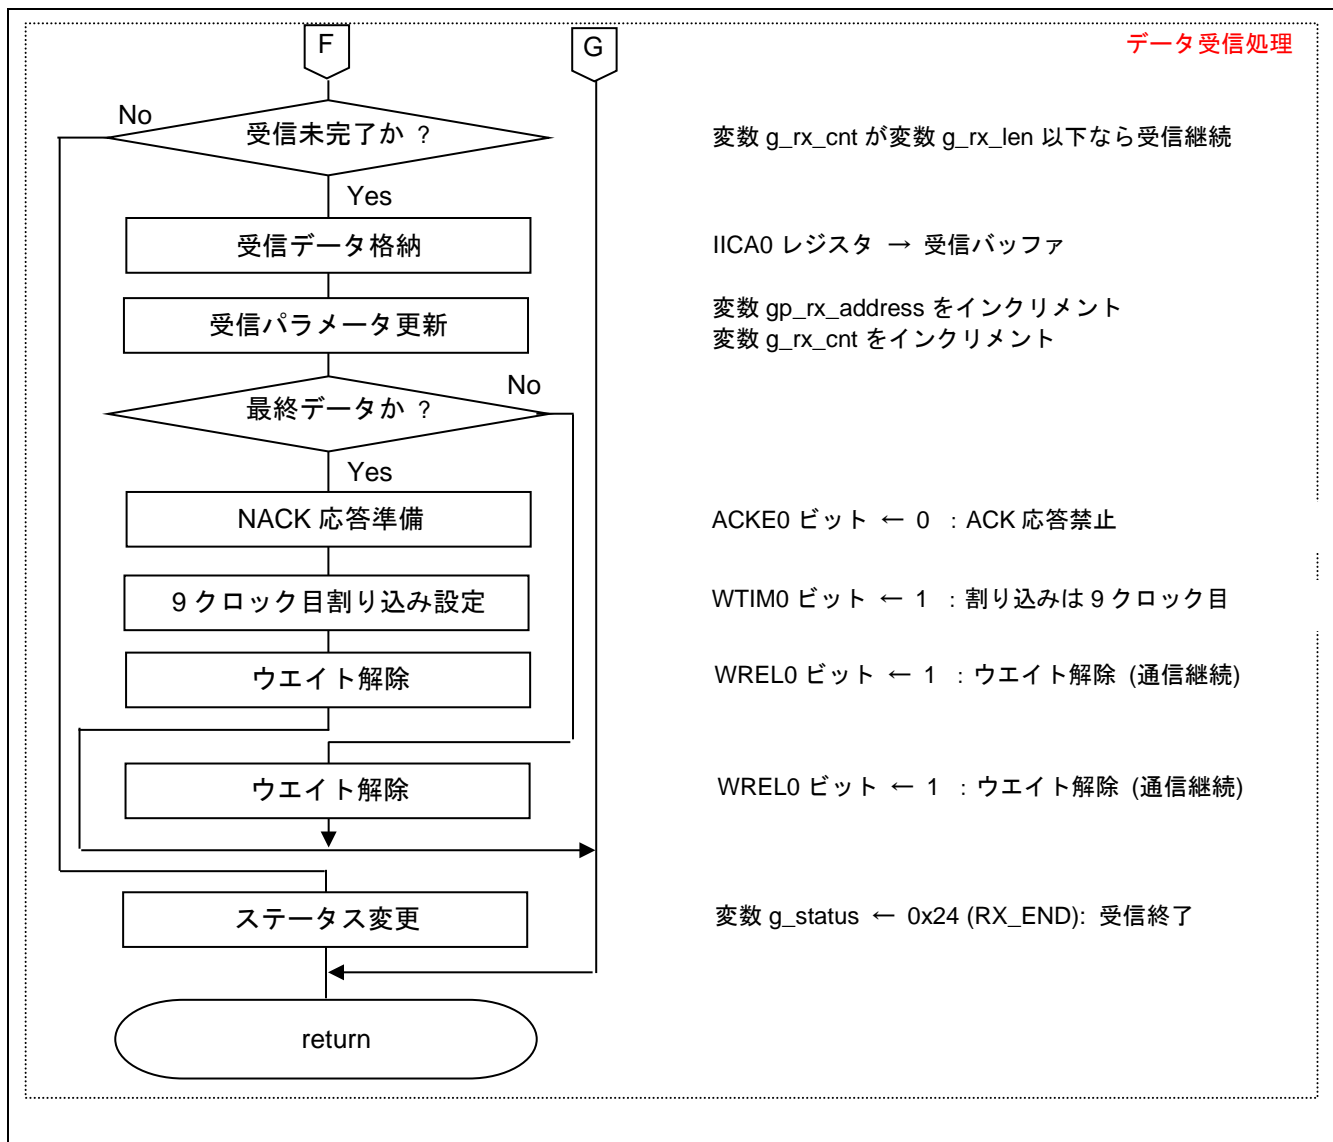 F
G
データ受信処理
No
受信未完了か ?
変数 g_rx_cnt が変数 g_rx_len 以下なら受信継続
Yes
受信データ格納
IICA0 レジスタ → 受信バッファ
受信パラメータ更新
変数 gp_rx_address をインクリメント
変数 g_rx_cnt をインクリメント
No
最終データか ?
Yes
NACK 応答準備
ACKE0 ビット ← 0 : ACK 応答禁止
9 クロック目割り込み設定
WTIM0 ビット ← 1 : 割り込みは 9 クロック目
ウエイト解除
WREL0 ビット ← 1 : ウエイト解除 (通信継続)
ウエイト解除
WREL0 ビット ← 1 : ウエイト解除 (通信継続)
ステータス変更
変数 g_status ← 0x24 (RX_END): 受信終了
return